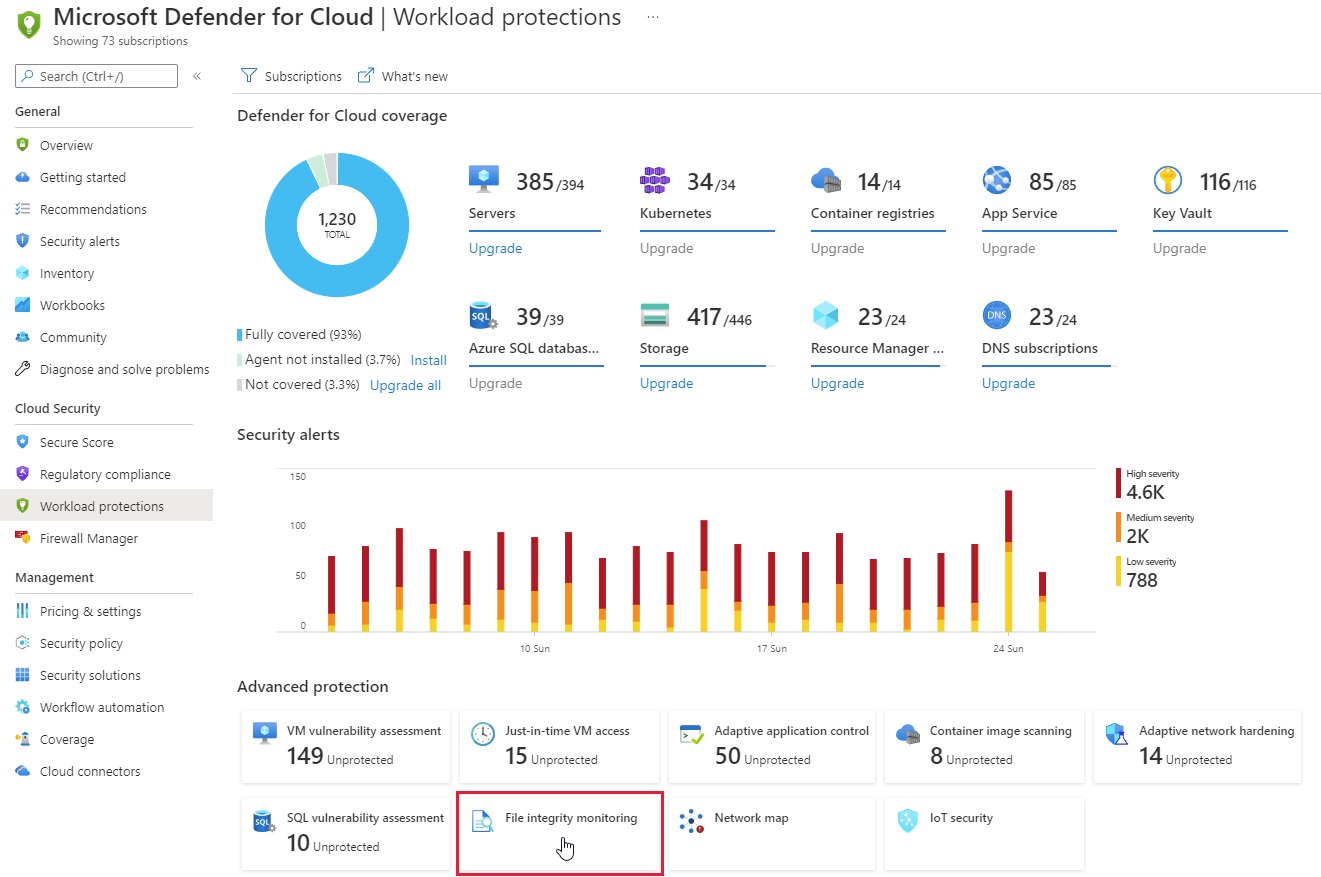 Microsoft Defender for Cloud | Workload protections ...
Showing 73 subscriptions
Search (Ctrl+/) «
Subscriptions What's new
General
Overview
Getting started
Recommendations
Security alerts
Inventory
Workbooks
Community
Diagnose and solve problems
Cloud Security
Secure Score
Regulatory compliance
Workload protections
Firewall Manager
Management
Pricing & settings
Security policy
Security solutions
Workflow automation
Coverage
Cloud connectors
Defender for Cloud coverage
1,230
TOTAL
Fully covered (93%)
Agent not installed (3.7%) Install
Not covered (3.3%) Upgrade all
385/394
Servers
Upgrade
34/34
Kubernetes
Upgrade
14/14
Container registries
Upgrade
85/85
App Service
Upgrade
116/116
Key Vault
Upgrade
SQL
39/39
Azure SQL databas...
Upgrade
417/446
Storage
Upgrade
23/24
Resource Manager ...
Upgrade
DNS
23/24
DNS subscriptions
Upgrade
Security alerts
150
100
50
0
10 Sun 17 Sun 24 Sun
High severity
4.6K
Medium severity
2K
Low severity
788
Advanced protection
VM vulnerability assessment
149 Unprotected
Just-in-time VM access
15 Unprotected
Adaptive application control
50 Unprotected
Container image scanning
8 Unprotected
Adaptive network hardening
14 Unprotected
SQL
SQL vulnerability assessment
10 Unprotected
File integrity monitoring
Network map
IoT security